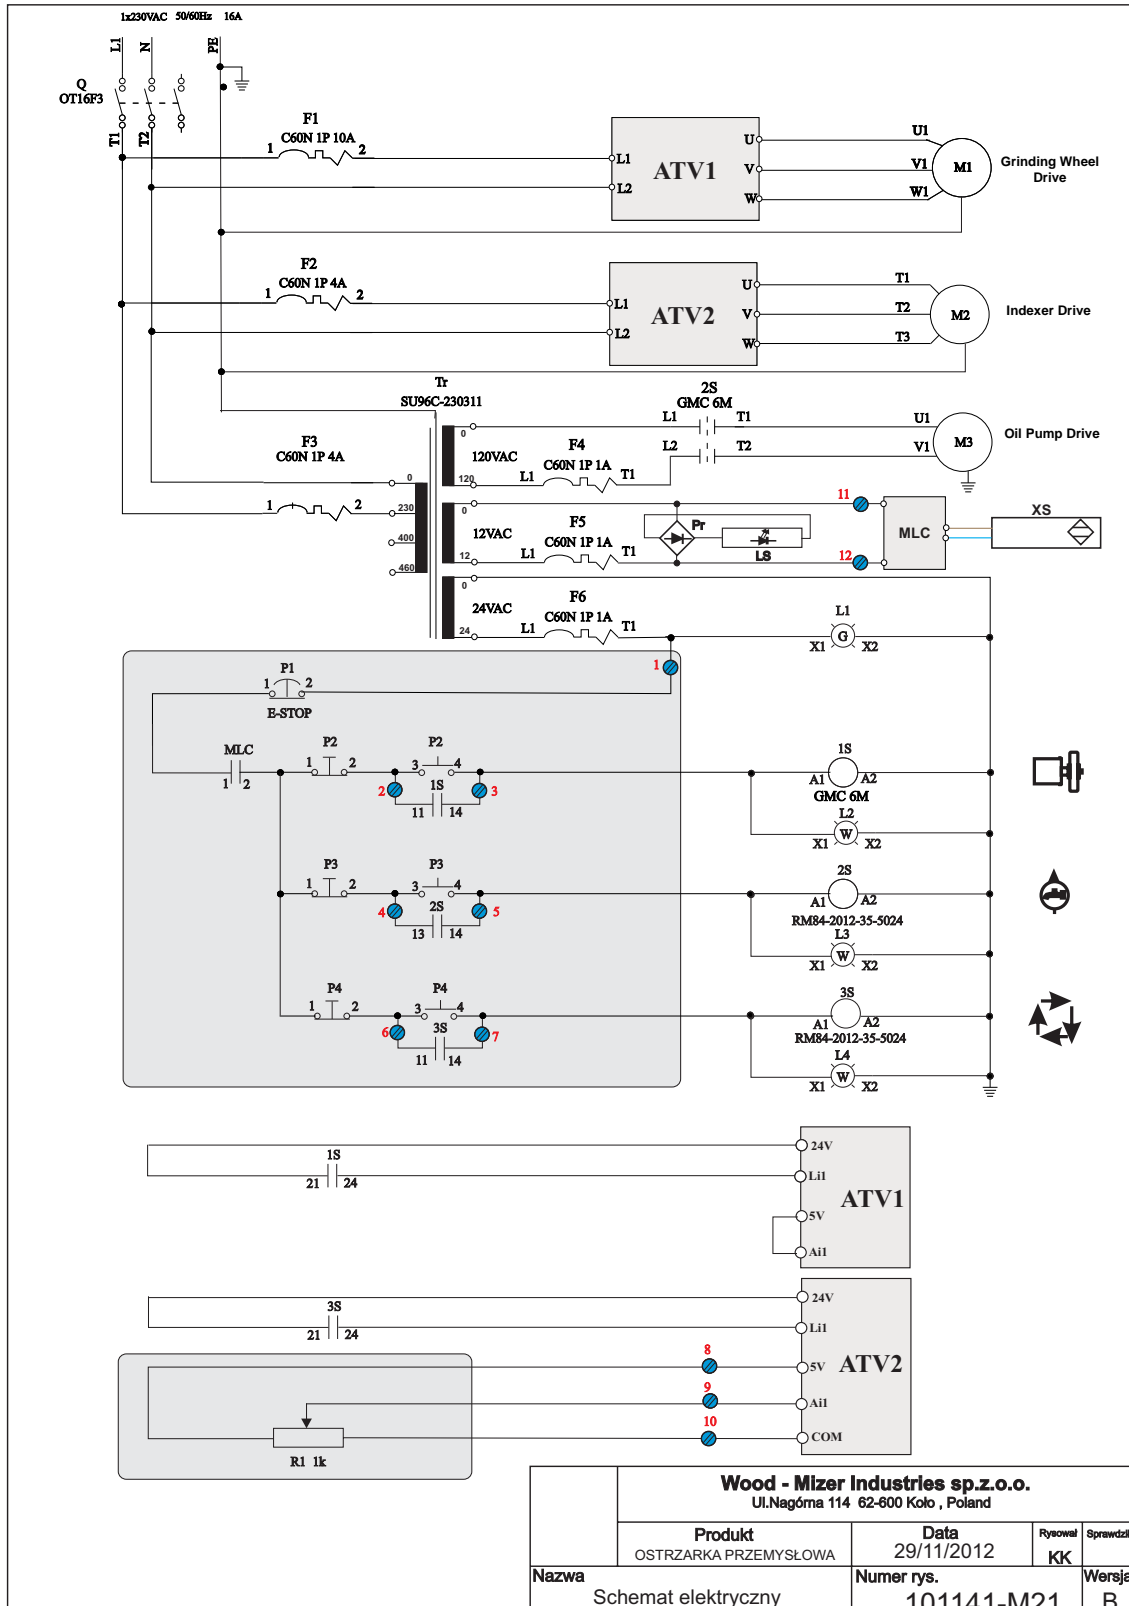 1x230VAC 50/60Hz 16A
L1 N PE
Q
OT16F3
T1 T2
F1
C60N 1P 10A
1 2
L1
L2
ATV1
U
V
W
U1
V1
W1
M1
Grinding Wheel
Drive
F2
C60N 1P 4A
1 2
L1
L2
ATV2
U
V
W
T1
T2
T3
M2
Indexer Drive
Tr
SU96C-230311
2S
GMC 6M
L1 T1
L2 T2
U1
V1
M3
Oil Pump Drive
F3
C60N 1P 4A
1 2
0
230
400
460
0
120VAC
120
F4
C60N 1P 1A
L1 T1
0
12VAC
12
F5
C60N 1P 1A
L1 T1
Pr
LS
11
12
MLC
XS
0
24VAC
24
F6
C60N 1P 1A
L1 T1
L1
X1 G X2
1
P1
1 2
E-STOP
MLC
1 2
P2
1 2
P2
3 4
2 3
1S
11 14
1S
A1 A2
GMC 6M
L2
X1 W X2
P3
1 2
P3
3 4
4 5
2S
13 14
2S
A1 A2
RM84-2012-35-5024
L3
X1 W X2
P4
1 2
P4
3 4
6 7
3S
11 14
3S
A1 A2
RM84-2012-35-5024
L4
X1 W X2
1S
21 24
24V
Li1
ATV1
5V
Ai1
3S
21 24
24V
Li1
8
5V
ATV2
9
Ai1
10
COM
R1 1k
Wood - Mizer Industries sp.z.o.o.
Ul.Nagórna 114 62-600 Koło , Poland
Produkt
OSTRZARKA PRZEMYSŁOWA
Data
29/11/2012
Rysował
KK
Sprawdził
Nazwa
Schemat elektryczny
Numer rys.
101141-M21
Wersja
B